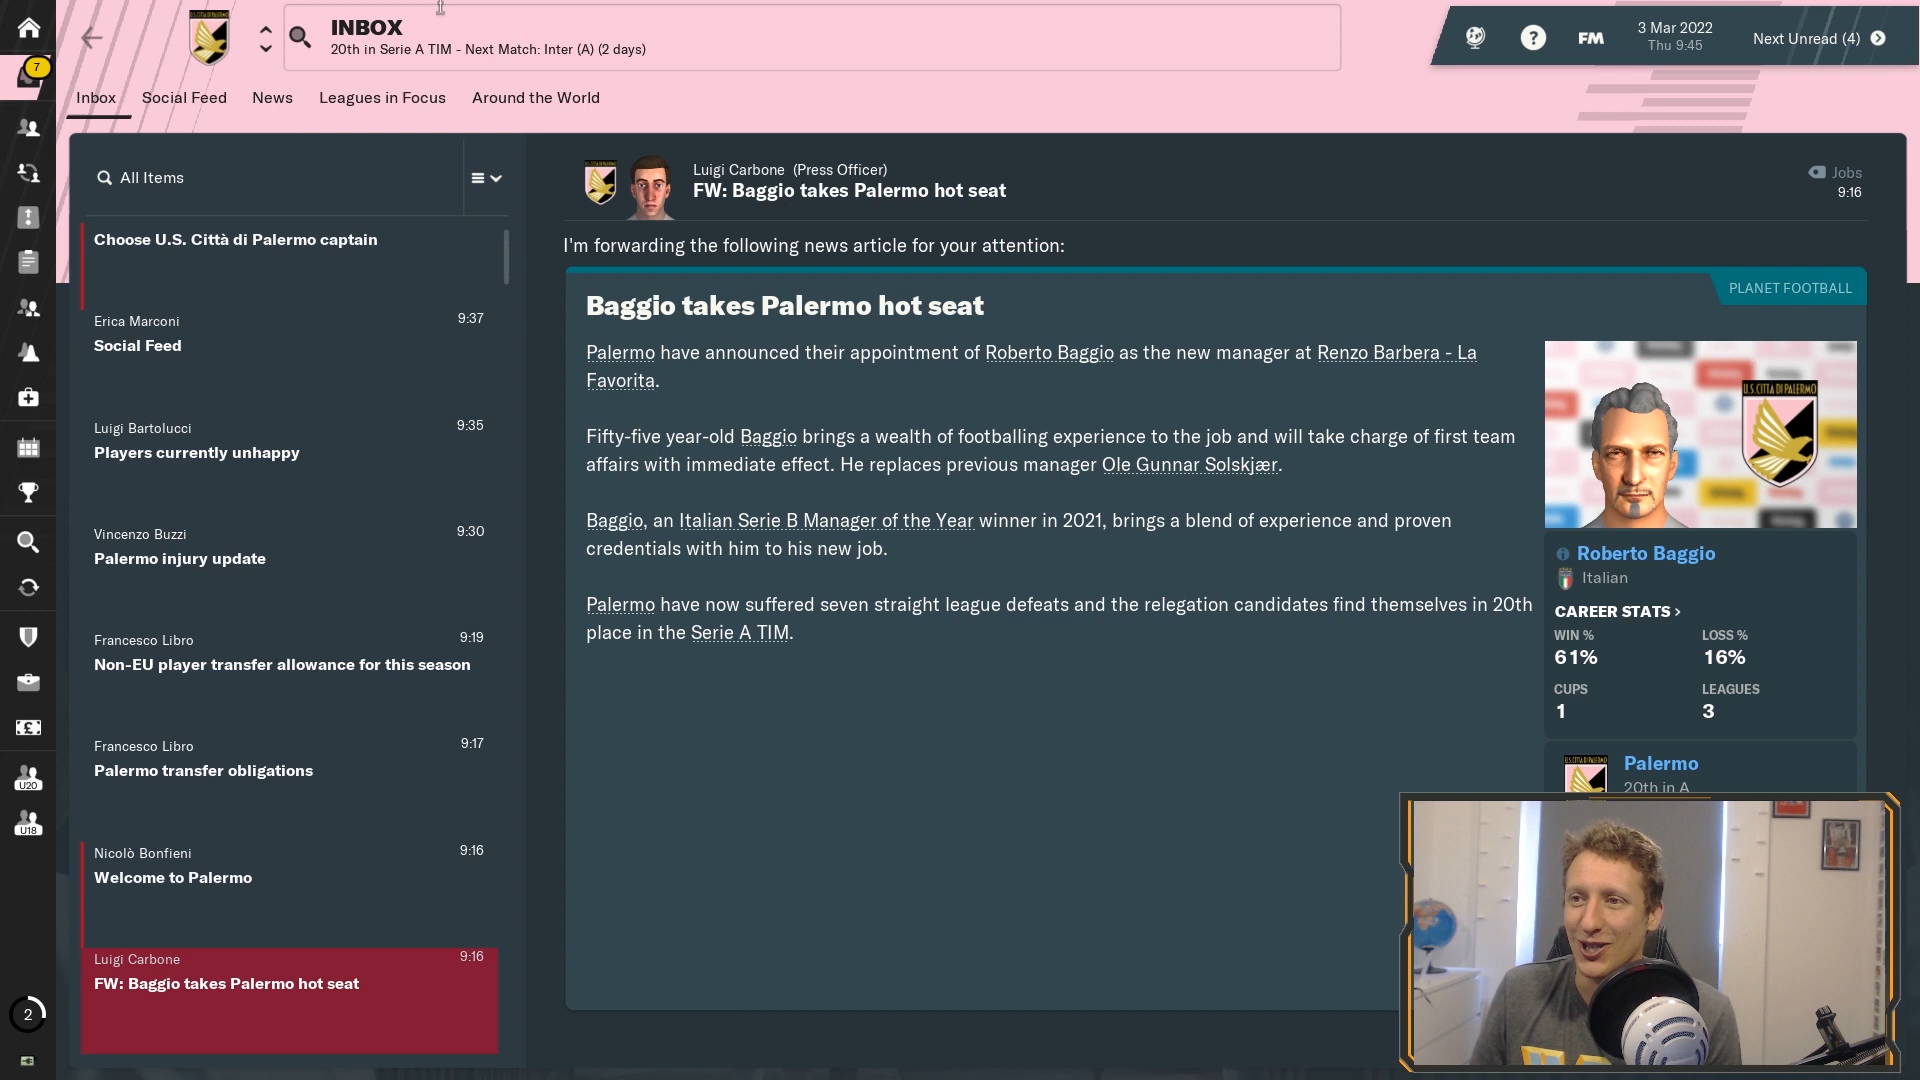 INBOX
20th in Serie A TIM - Next Match: Inter (A) (2 days)
FM
3 Mar 2022
Thu 9:45
Next Unread (4)
7
Inbox
Social Feed
News
Leagues in Focus
Around the World
All Items
Choose U.S. Città di Palermo captain
Erica Marconi
9:37
Social Feed
Luigi Bartolucci
9:35
Players currently unhappy
Vincenzo Buzzi
9:30
Palermo injury update
Francesco Libro
9:19
Non-EU player transfer allowance for this season
Francesco Libro
9:17
Palermo transfer obligations
Nicolò Bonfieni
9:16
Welcome to Palermo
Luigi Carbone
9:16
FW: Baggio takes Palermo hot seat
U20
U18
2
Luigi Carbone (Press Officer)
FW: Baggio takes Palermo hot seat
Jobs
9:16
I'm forwarding the following news article for your attention:
PLANET FOOTBALL
Baggio takes Palermo hot seat
Palermo have announced their appointment of Roberto Baggio as the new manager at Renzo Barbera - La
Favorita.
Fifty-five year-old Baggio brings a wealth of footballing experience to the job and will take charge of first team
affairs with immediate effect. He replaces previous manager Ole Gunnar Solskjær.
Baggio, an Italian Serie B Manager of the Year winner in 2021, brings a blend of experience and proven
credentials with him to his new job.
Palermo have now suffered seven straight league defeats and the relegation candidates find themselves in 20th
place in the Serie A TIM.
U.S. CITTÀ DI PALERMO
Roberto Baggio
Italian
CAREER STATS
WIN %
LOSS %
61%
16%
CUPS
LEAGUES
1
3
Palermo
20th in A